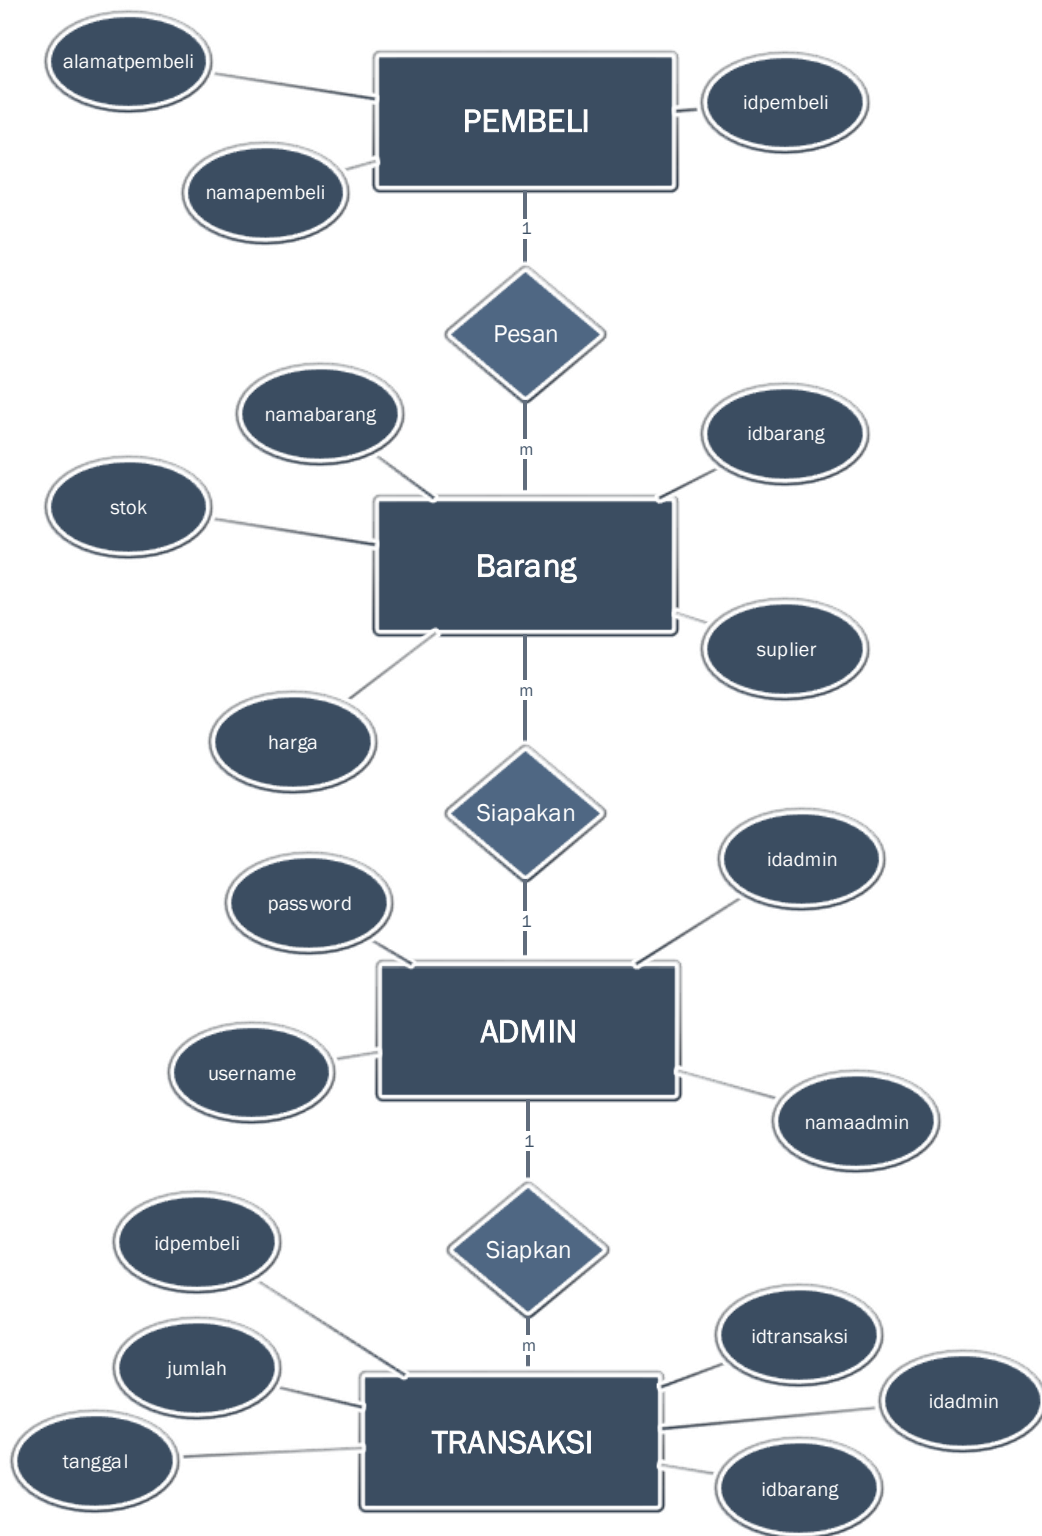 alamatpembeli
PEMBELI
idpembeli
namapembeli
1
Pesan
namabarang
idbarang
m
stok
Barang
suplier
m
harga
Siapakan
idadmin
password
1
ADMIN
username
namaadmin
1
idpembeli
Siapkan
idtransaksi
m
jumlah
idadmin
TRANSAKSI
tanggal
idbarang